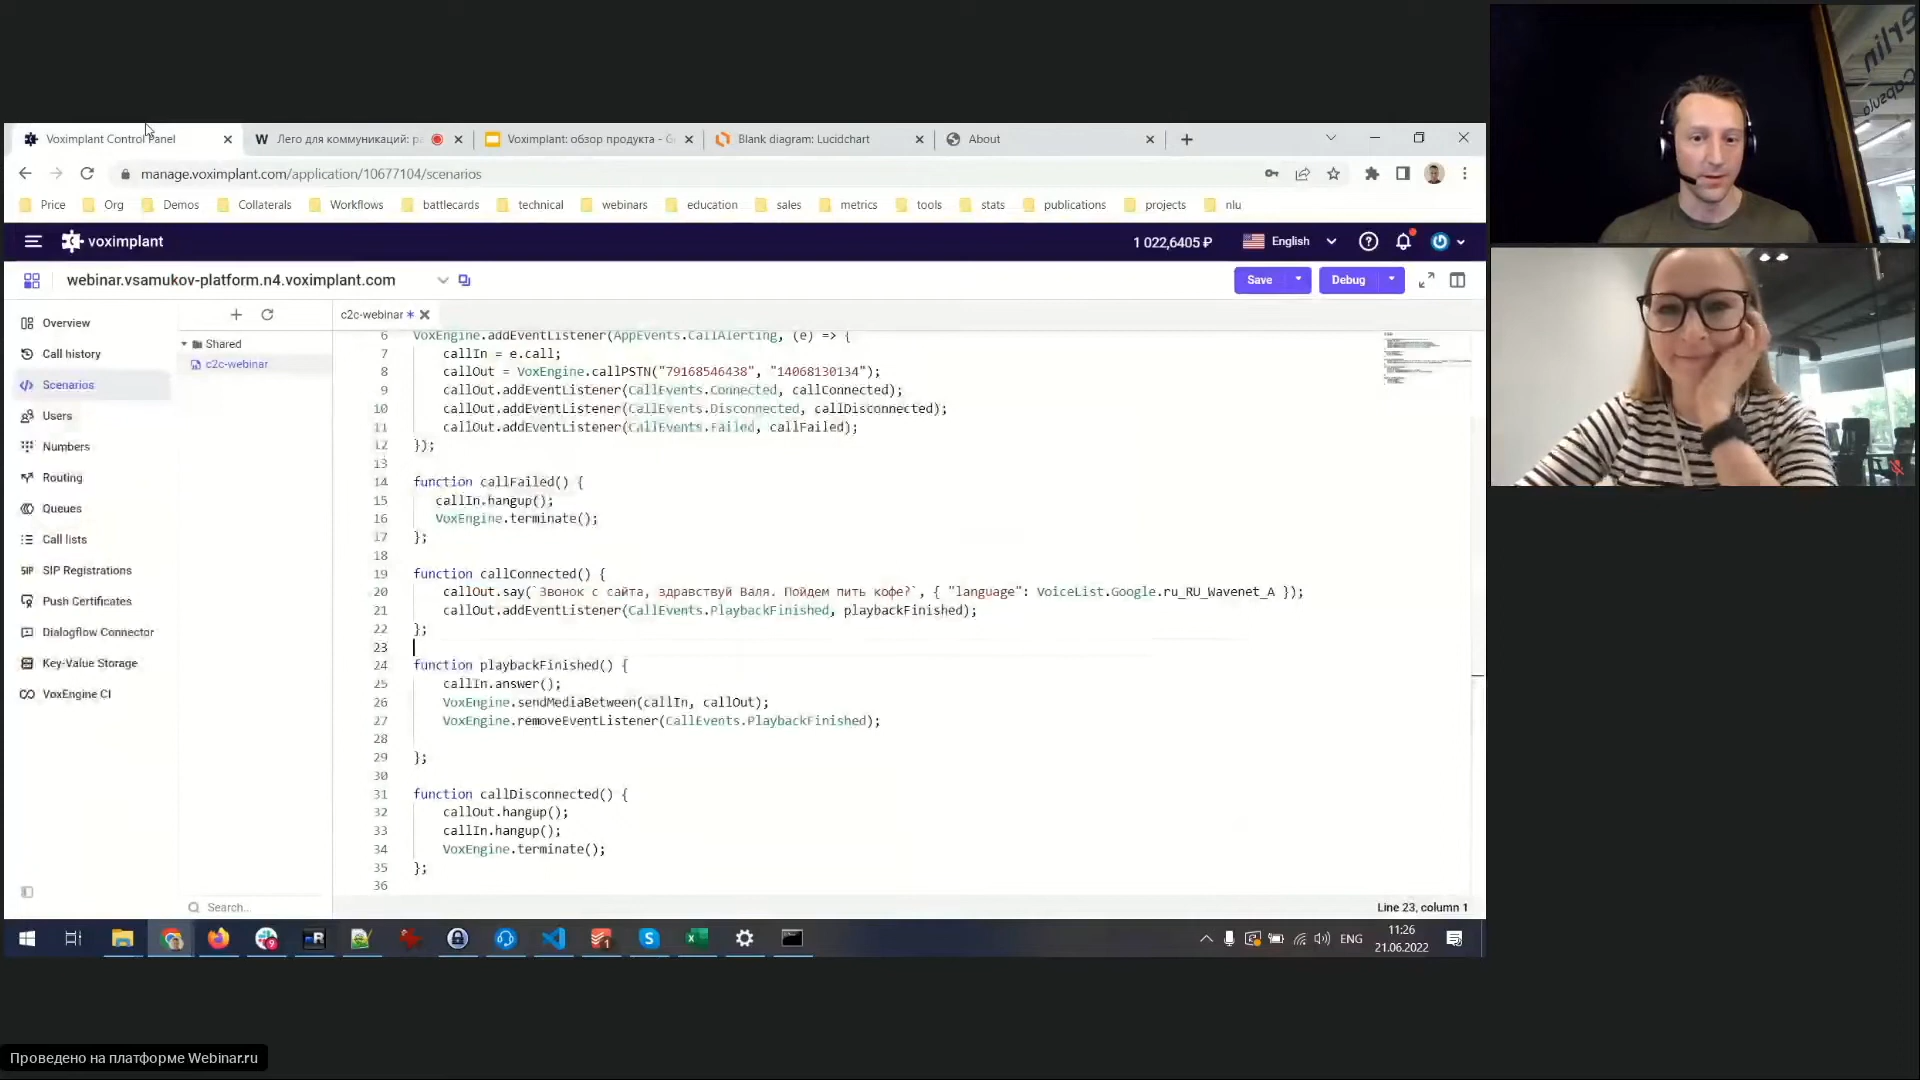 Voximplant Control Panel
Лего для коммуникаций: ра
Voximplant: обзор продукта - G
Blank diagram: Lucidchart
About
manage.voximplant.com/application/10677104/scenarios
Price
Org
Demos
Collaterals
Workflows
battlecards
technical
webinars
education
sales
metrics
tools
stats
publications
projects
nlu
voximplant
1 022,6405 ₽
English
webinar.vsamukov-platform.n4.voximplant.com
Save
Debug
Overview
Call history
Scenarios
Users
Numbers
Routing
Queues
Call lists
SIP SIP Registrations
Push Certificates
Dialogflow Connector
Key-Value Storage
VoxEngine CI
Shared
c2c-webinar
Search...
c2c-webinar *
6 VoxEngine.addEventListener(AppEvents.CallAlerting, (e) => {
7 callIn = e.call;
8 callOut = VoxEngine.callPSTN("79168546438", "14068130134");
9 callOut.addEventListener(CallEvents.Connected, callConnected);
10 callOut.addEventListener(CallEvents.Disconnected, callDisconnected);
11 callOut.addEventListener(CallEvents.Failed, callFailed);
12 });
13
14 function callFailed() {
15 callIn.hangup();
16 VoxEngine.terminate();
17 };
18
19 function callConnected() {
20 callOut.say(`Звонок с сайта, здравствуй Валя. Пойдем пить кофе?`, { "language": VoiceList.Google.ru_RU_Wavenet_A });
21 callOut.addEventListener(CallEvents.PlaybackFinished, playbackFinished);
22 };
23
24 function playbackFinished() {
25 callIn.answer();
26 VoxEngine.sendMediaBetween(callIn, callOut);
27 VoxEngine.removeEventListener(CallEvents.PlaybackFinished);
28
29 };
30
31 function callDisconnected() {
32 callOut.hangup();
33 callIn.hangup();
34 VoxEngine.terminate();
35 };
36
Line 23, column 1
ENG
11:26
21.06.2022
Проведено на платформе Webinar.ru